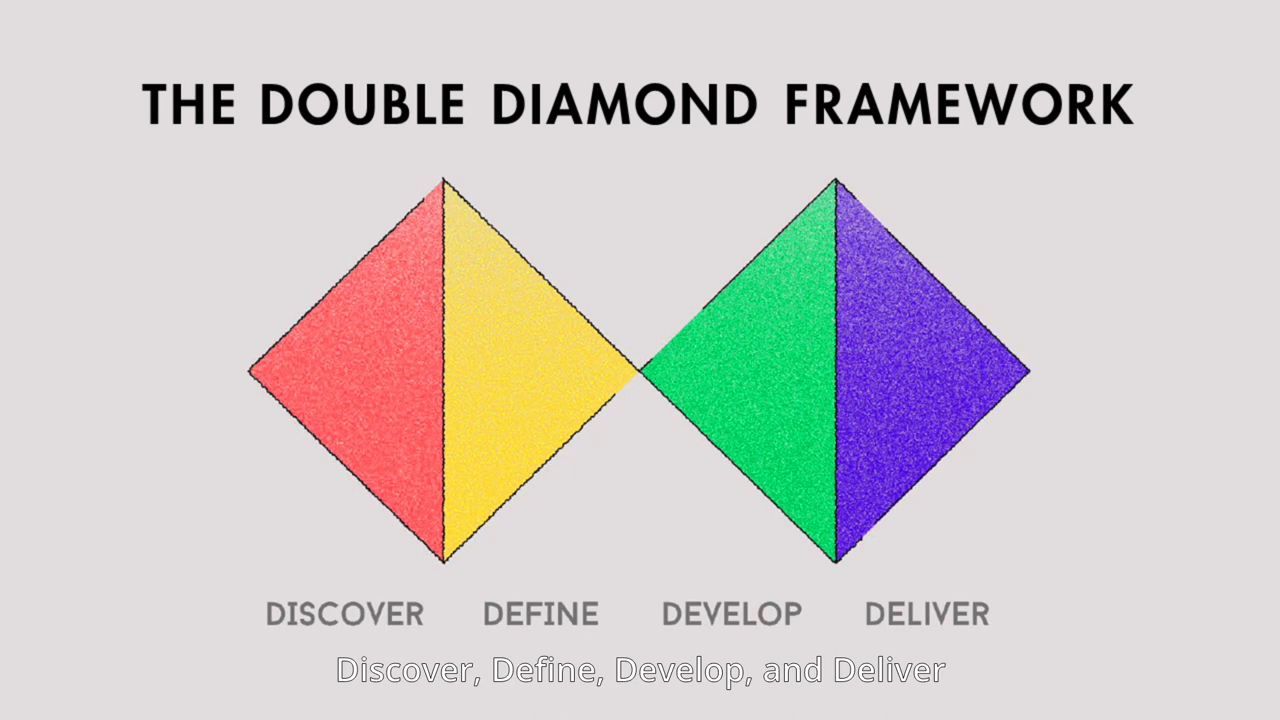 THE DOUBLE DIAMOND FRAMEWORK
DISCOVER DEFINE DEVELOP DELIVER
Discover, Define, Develop, and Deliver